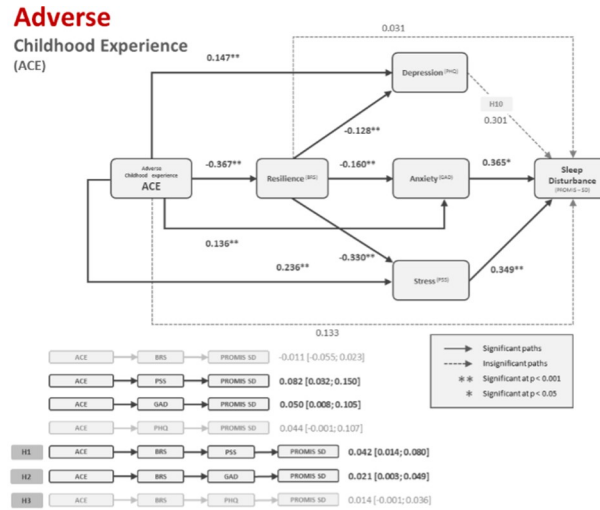 Adverse
Childhood Experience
(ACE)
0.031
0.147**
Depression (PHQ)
H10
0.301
-0.128**
Adverse
Childhood experience
ACE
-0.367**
Resilience (BRS)
-0.160**
Anxiety (GAD)
0.365*
Sleep
Disturbance
(PROMIS – SD)
0.136**
0.236**
-0.330**
Stress (PSS)
0.349**
0.133
Significant paths
Insignificant paths
** Significant at p < 0.001
* Significant at p < 0.05
ACE BRS PROMIS SD -0.011 [-0.055; 0.023]
ACE PSS PROMIS SD 0.082 [0.032; 0.150]
ACE GAD PROMIS SD 0.050 [0.008; 0.105]
ACE PHQ PROMIS SD 0.044 [-0.001; 0.107]
H1 ACE BRS PSS PROMIS SD 0.042 [0.014; 0.080]
H2 ACE BRS GAD PROMIS SD 0.021 [0.003; 0.049]
H3 ACE BRS PHQ PROMIS SD 0.014 [-0.001; 0.036]